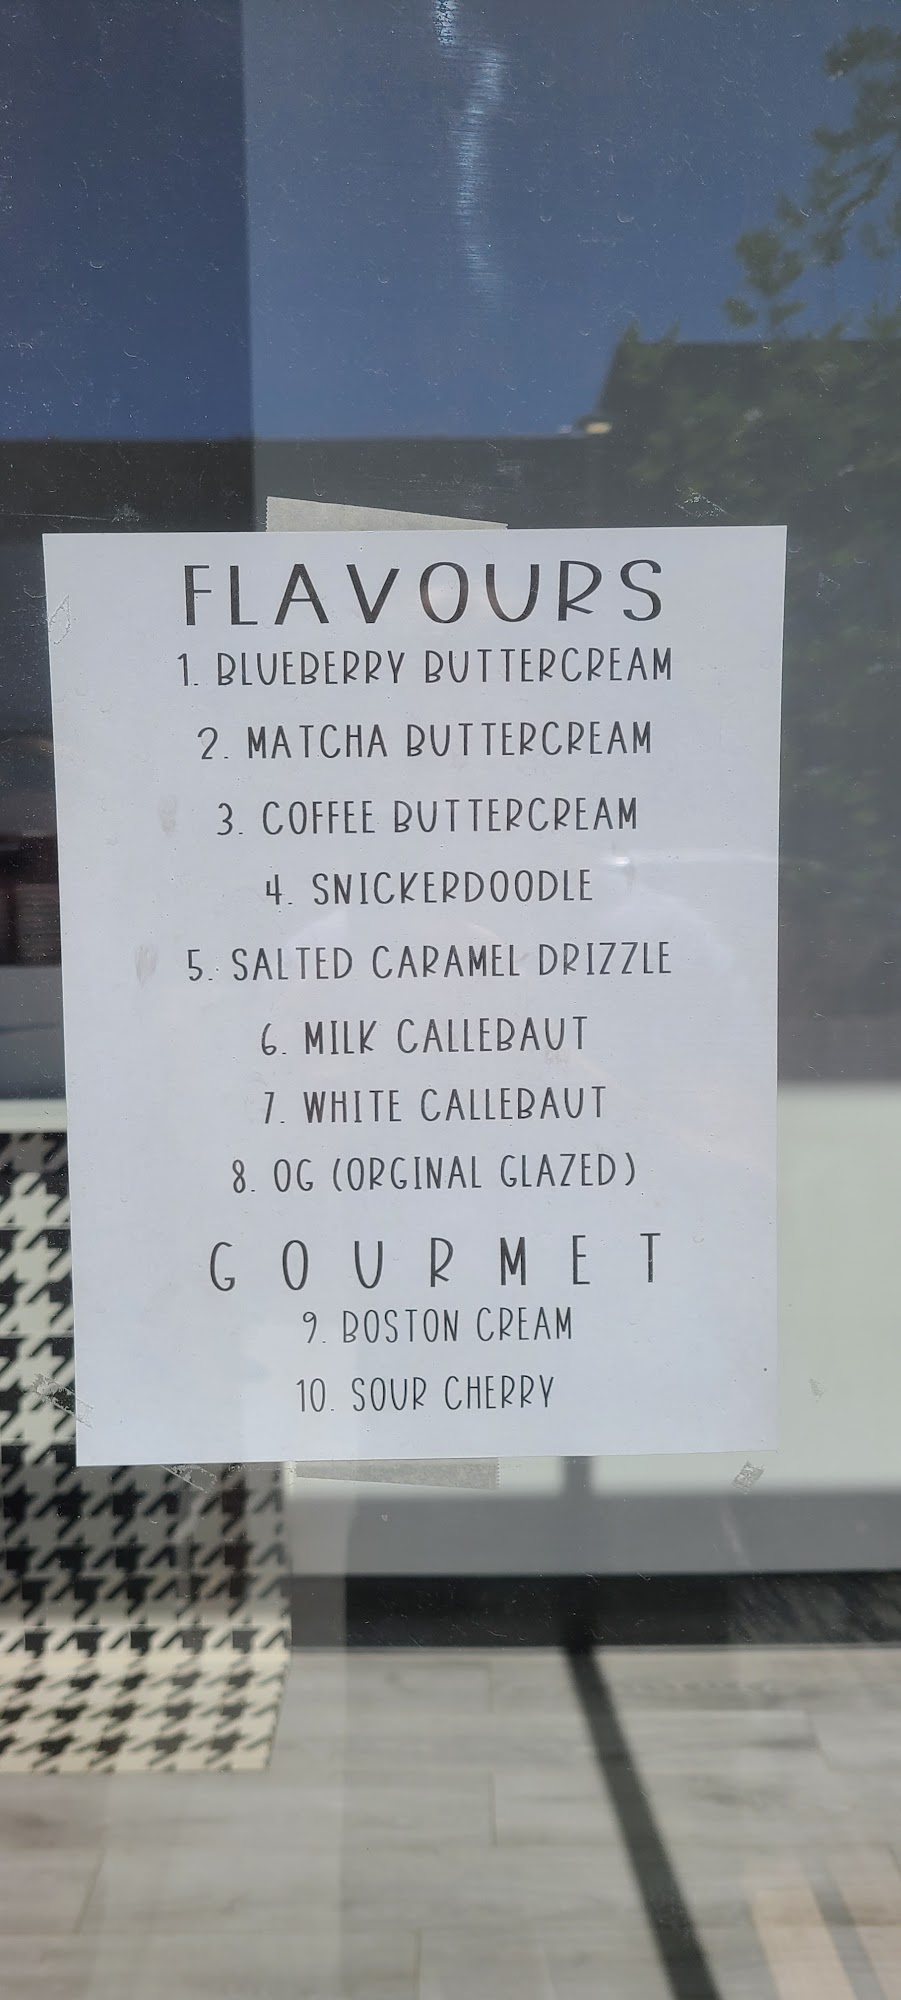 FLAVOURS
1. BLUEBERRY BUTTERCREAM
2. MATCHA BUTTERCREAM
3. COFFEE BUTTERCREAM
4. SNICKERDOODLE
5. SALTED CARAMEL DRIZZLE
6. MILK CALLEBAUT
7. WHITE CALLEBAUT
8. OG (ORGINAL GLAZED)
GOURMET
9. BOSTON CREAM
10. SOUR CHERRY